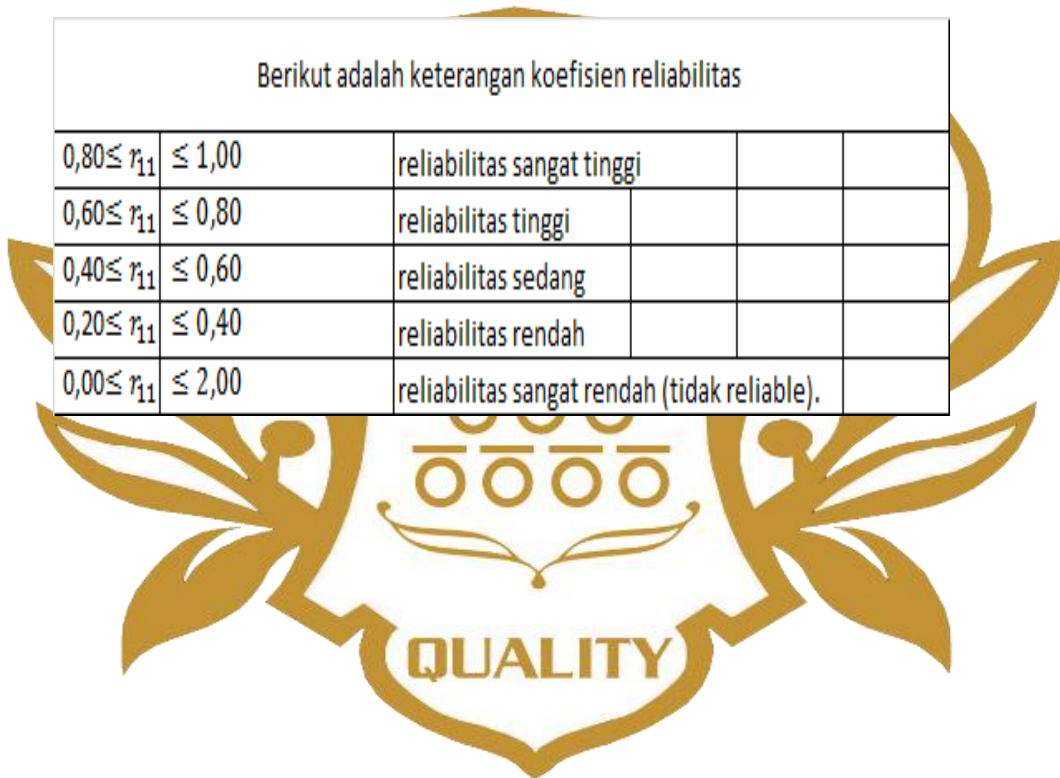 Berikut adalah keterangan koefisien reliabilitas
0,80≤ r₁₁ ≤ 1,00 reliabilitas sangat tinggi
0,60≤ r₁₁ ≤ 0,80 reliabilitas tinggi
0,40≤ r₁₁ ≤ 0,60 reliabilitas sedang
0,20≤ r₁₁ ≤ 0,40 reliabilitas rendah
0,00≤ r₁₁ ≤ 2,00 reliabilitas sangat rendah (tidak reliable).
QUALITY